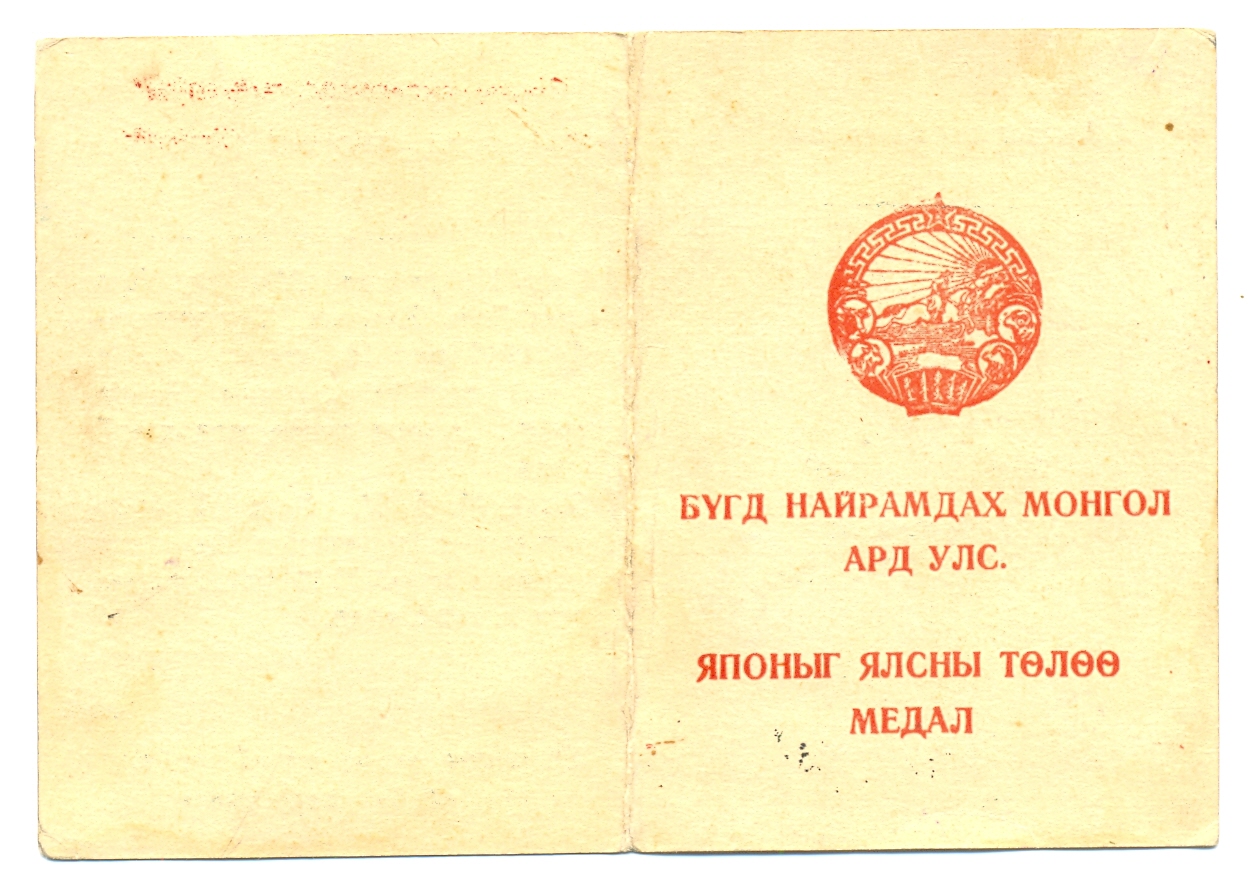 БҮГД НАЙРАМДАХ МОНГОЛ
АРД УЛС.
ЯПОНЫГ ЯЛСНЫ ТӨЛӨӨ
МЕДАЛ